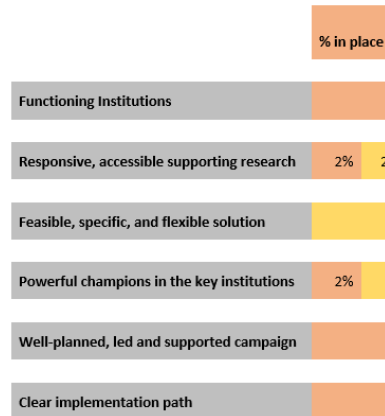 % in place
Functioning Institutions
Responsive, accessible supporting research 2%
Feasible, specific, and flexible solution
Powerful champions in the key institutions 2%
Well-planned, led and supported campaign
Clear implementation path